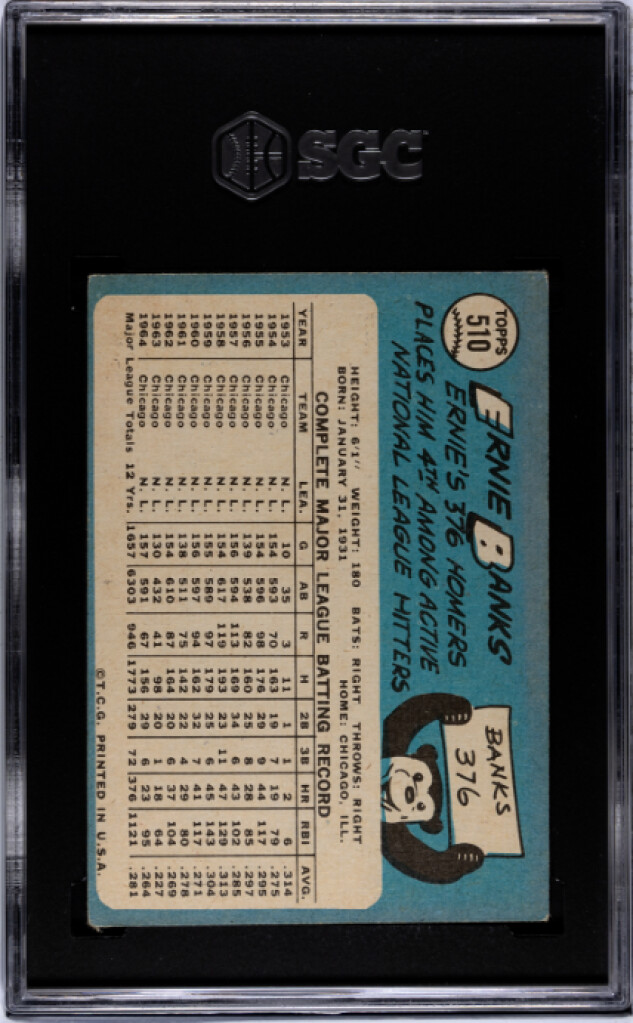 SGC
TOPPS
510
ERNIE BANKS
ERNIE'S 376 HOMERS
PLACES HIM 4TH AMONG ACTIVE
NATIONAL LEAGUE HITTERS
BANKS
376
HEIGHT: 6'1" WEIGHT: 180 BATS: RIGHT THROWS: RIGHT
BORN: JANUARY 31, 1931 HOME: CHICAGO, ILL.
COMPLETE MAJOR LEAGUE BATTING RECORD
YEAR TEAM LEA. G AB R H 2B 3B HR RBI AVG.
1953 Chicago N. L. 10 35 3 11 1 1 2 6 .314
1954 Chicago N. L. 154 593 70 163 19 7 19 79 .275
1955 Chicago N. L. 154 596 98 176 29 9 44 117 .295
1956 Chicago N. L. 139 538 82 160 25 8 28 85 .297
1957 Chicago N. L. 156 594 113 169 34 6 43 102 .285
1958 Chicago N. L. 154 617 119 193 23 11 47 129 .313
1959 Chicago N. L. 155 589 97 179 25 6 45 143 .304
1960 Chicago N. L. 156 597 94 162 32 7 41 117 .271
1961 Chicago N. L. 138 511 75 142 22 4 29 80 .278
1962 Chicago N. L. 154 610 87 164 20 6 37 104 .269
1963 Chicago N. L. 130 432 41 98 20 1 18 64 .227
1964 Chicago N. L. 157 591 67 156 29 6 23 95 .264
Major League Totals 12 Yrs. 1657 6303 946 1773 279 72 376 1121 .281
©T.C.G. PRINTED IN U.S.A.